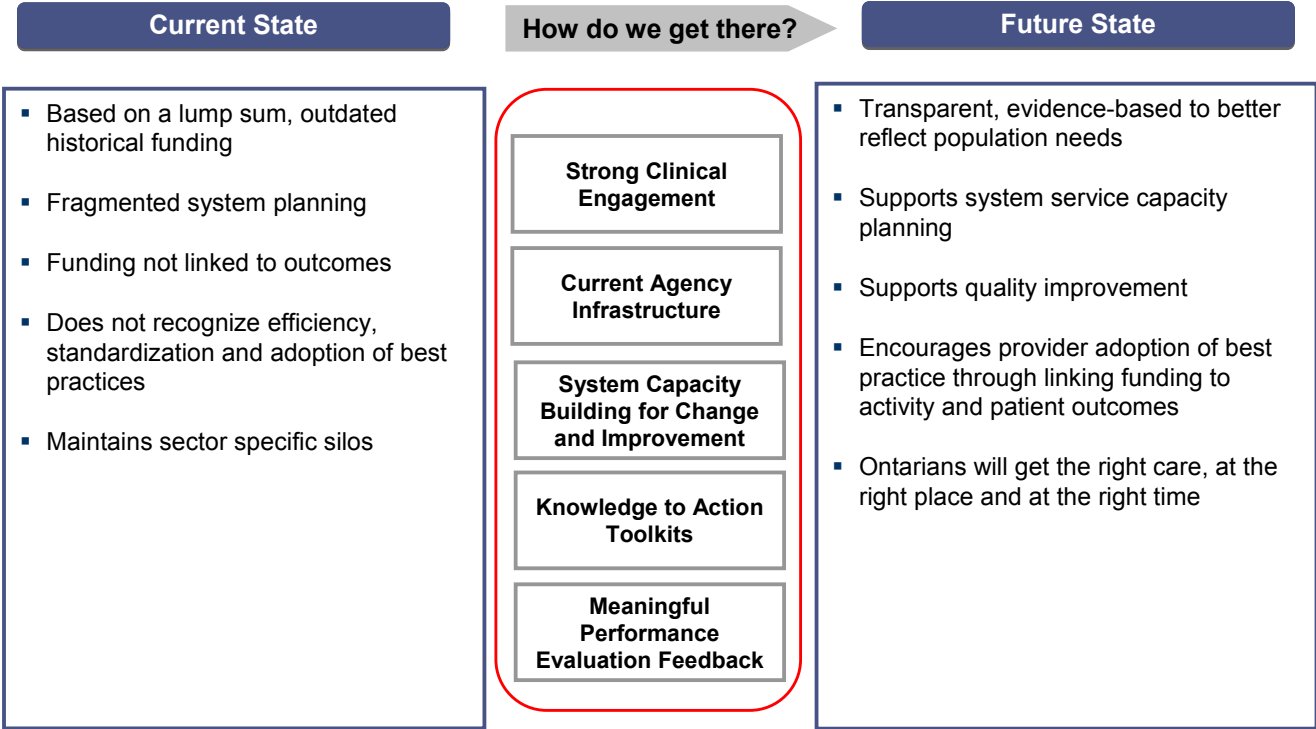 Current State
How do we get there?
Future State
▪ Based on a lump sum, outdated
historical funding
▪ Fragmented system planning
▪ Funding not linked to outcomes
▪ Does not recognize efficiency,
standardization and adoption of best
practices
▪ Maintains sector specific silos
Strong Clinical
Engagement
Current Agency
Infrastructure
System Capacity
Building for Change
and Improvement
Knowledge to Action
Toolkits
Meaningful
Performance
Evaluation Feedback
▪ Transparent, evidence-based to better
reflect population needs
▪ Supports system service capacity
planning
▪ Supports quality improvement
▪ Encourages provider adoption of best
practice through linking funding to
activity and patient outcomes
▪ Ontarians will get the right care, at the
right place and at the right time